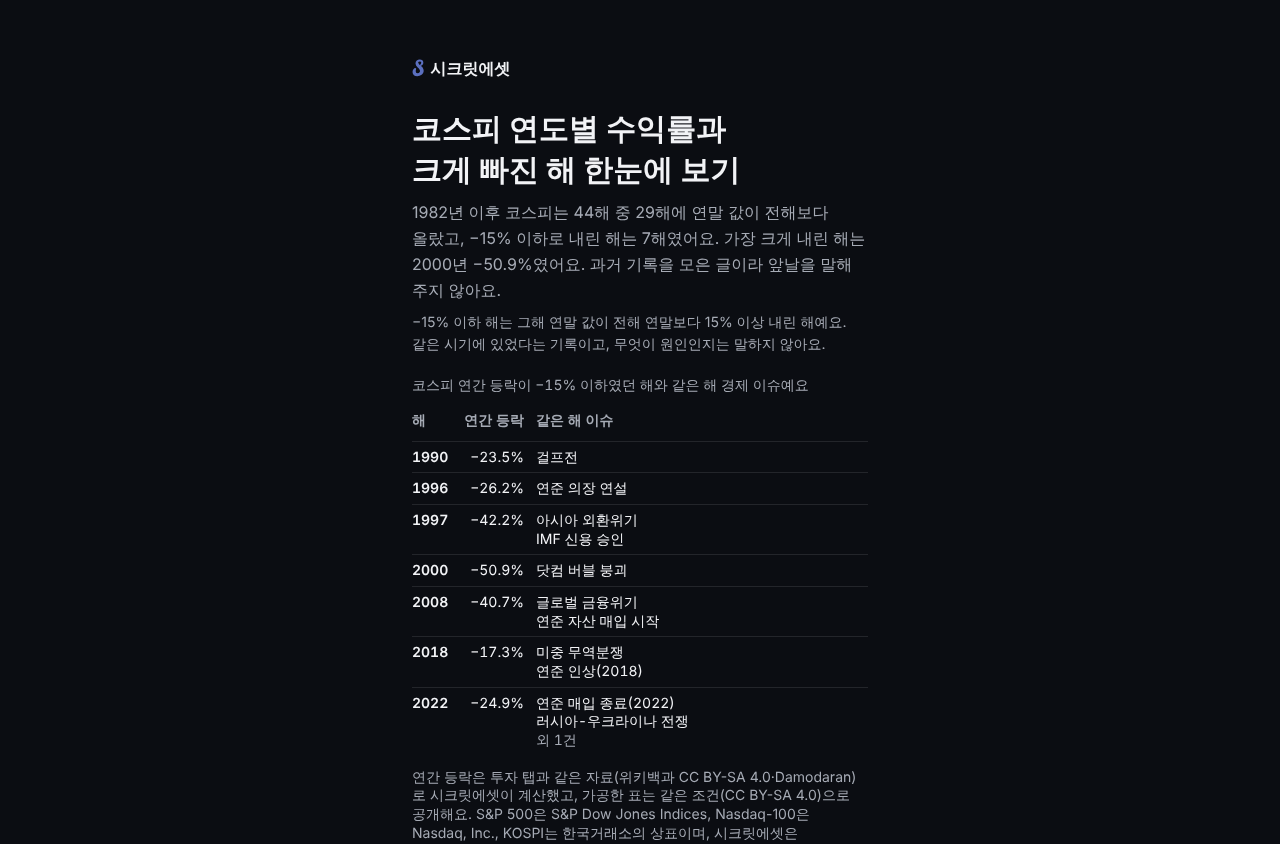 시크릿에셋
코스피 연도별 수익률과
크게 빠진 해 한눈에 보기
1982년 이후 코스피는 44해 중 29해에 연말 값이 전해보다
올랐고, −15% 이하로 내린 해는 7해였어요. 가장 크게 내린 해는
2000년 −50.9%였어요. 과거 기록을 모은 글이라 앞날을 말해
주지 않아요.
−15% 이하 해는 그해 연말 값이 전해 연말보다 15% 이상 내린 해예요.
같은 시기에 있었다는 기록이고, 무엇이 원인인지는 말하지 않아요.
코스피 연간 등락이 −15% 이하였던 해와 같은 해 경제 이슈예요
해 연간 등락 같은 해 이슈
1990 −23.5% 걸프전
1996 −26.2% 연준 의장 연설
1997 −42.2% 아시아 외환위기
IMF 신용 승인
2000 −50.9% 닷컴 버블 붕괴
2008 −40.7% 글로벌 금융위기
연준 자산 매입 시작
2018 −17.3% 미중 무역분쟁
연준 인상(2018)
2022 −24.9% 연준 매입 종료(2022)
러시아-우크라이나 전쟁
외 1건
연간 등락은 투자 탭과 같은 자료(위키백과 CC BY-SA 4.0·Damodaran)
로 시크릿에셋이 계산했고, 가공한 표는 같은 조건(CC BY-SA 4.0)으로
공개해요. S&P 500은 S&P Dow Jones Indices, Nasdaq-100은
Nasdaq, Inc., KOSPI는 한국거래소의 상표이며, 시크릿에셋은